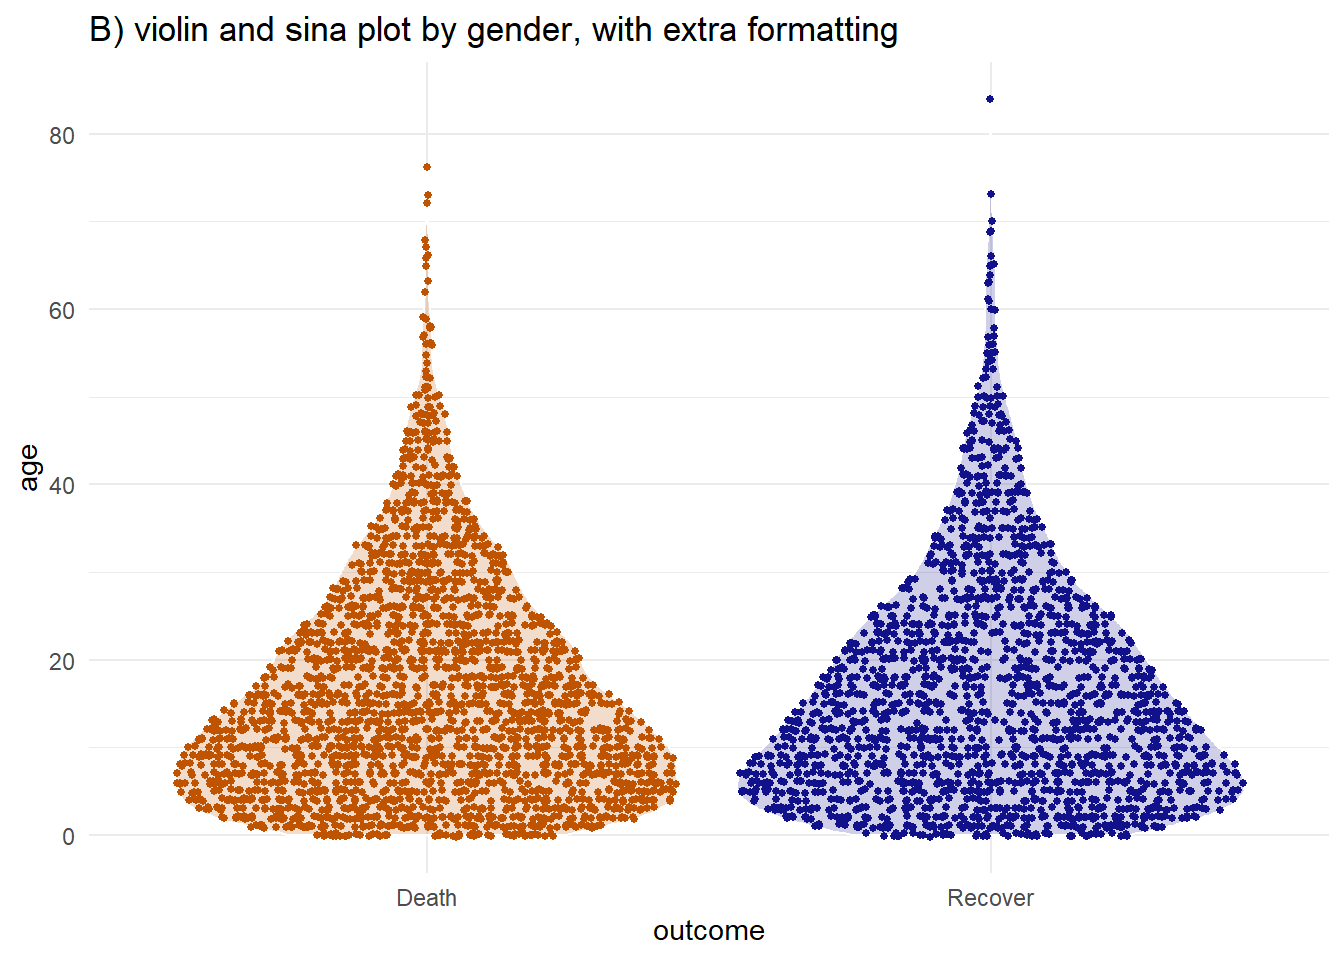 B) violin and sina plot by gender, with extra formatting
80
60
40
20
0
age
Death
Recover
outcome